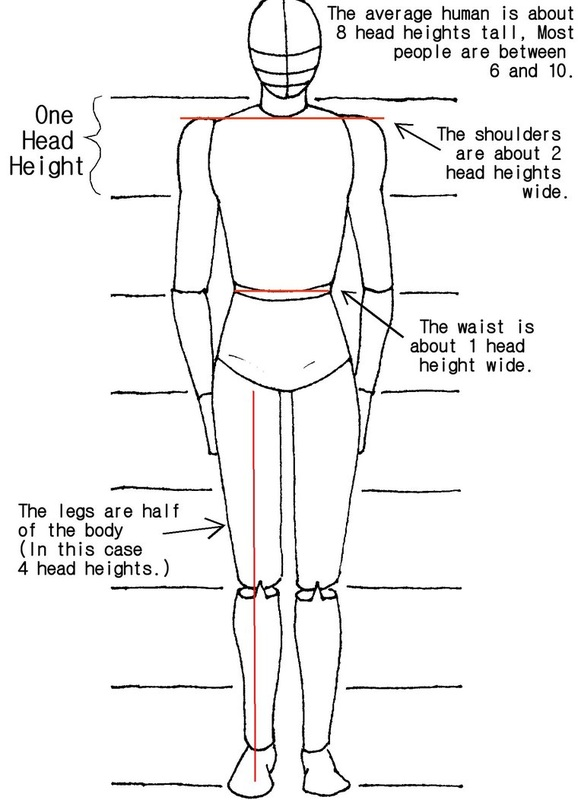 The average human is about
8 head heights tall, Most
people are between
6 and 10.
One
Head
Height
The shoulders
are about 2
head heights
wide.
The waist is
about 1 head
height wide.
The legs are half
of the body
(In this case
4 head heights.)